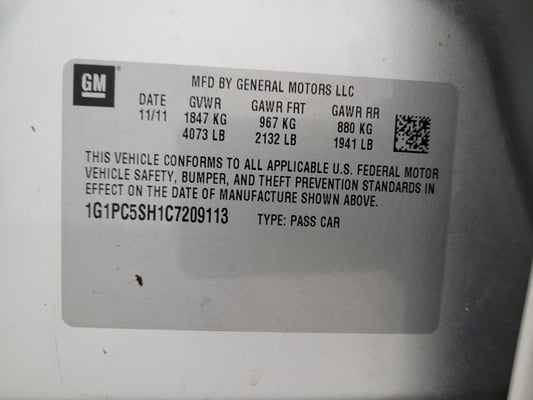 GM
MFD BY GENERAL MOTORS LLC
DATE GVWR GAWR FRT GAWR RR
11/11 1847 KG 967 KG 880 KG
4073 LB 2132 LB 1941 LB
THIS VEHICLE CONFORMS TO ALL APPLICABLE U.S. FEDERAL MOTOR
VEHICLE SAFETY, BUMPER, AND THEFT PREVENTION STANDARDS IN
EFFECT ON THE DATE OF MANUFACTURE SHOWN ABOVE.
1G1PC5SH1C7209113 TYPE: PASS CAR